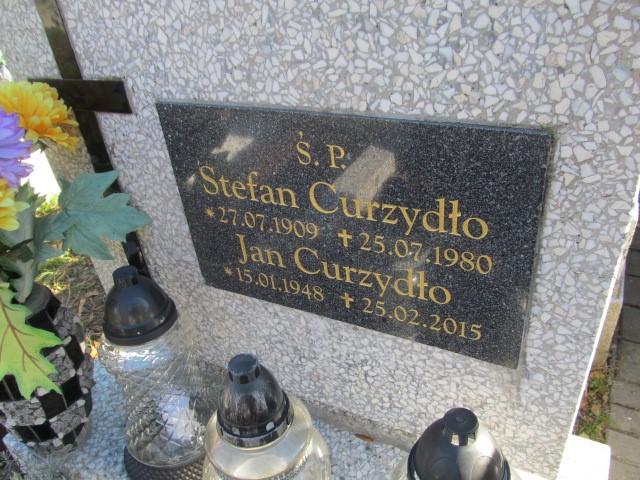 Ś. P.
Stefan Curzydło
*27.07.1909 ✝25.07.1980
Jan Curzydło
*15.01.1948 ✝25.02.2015